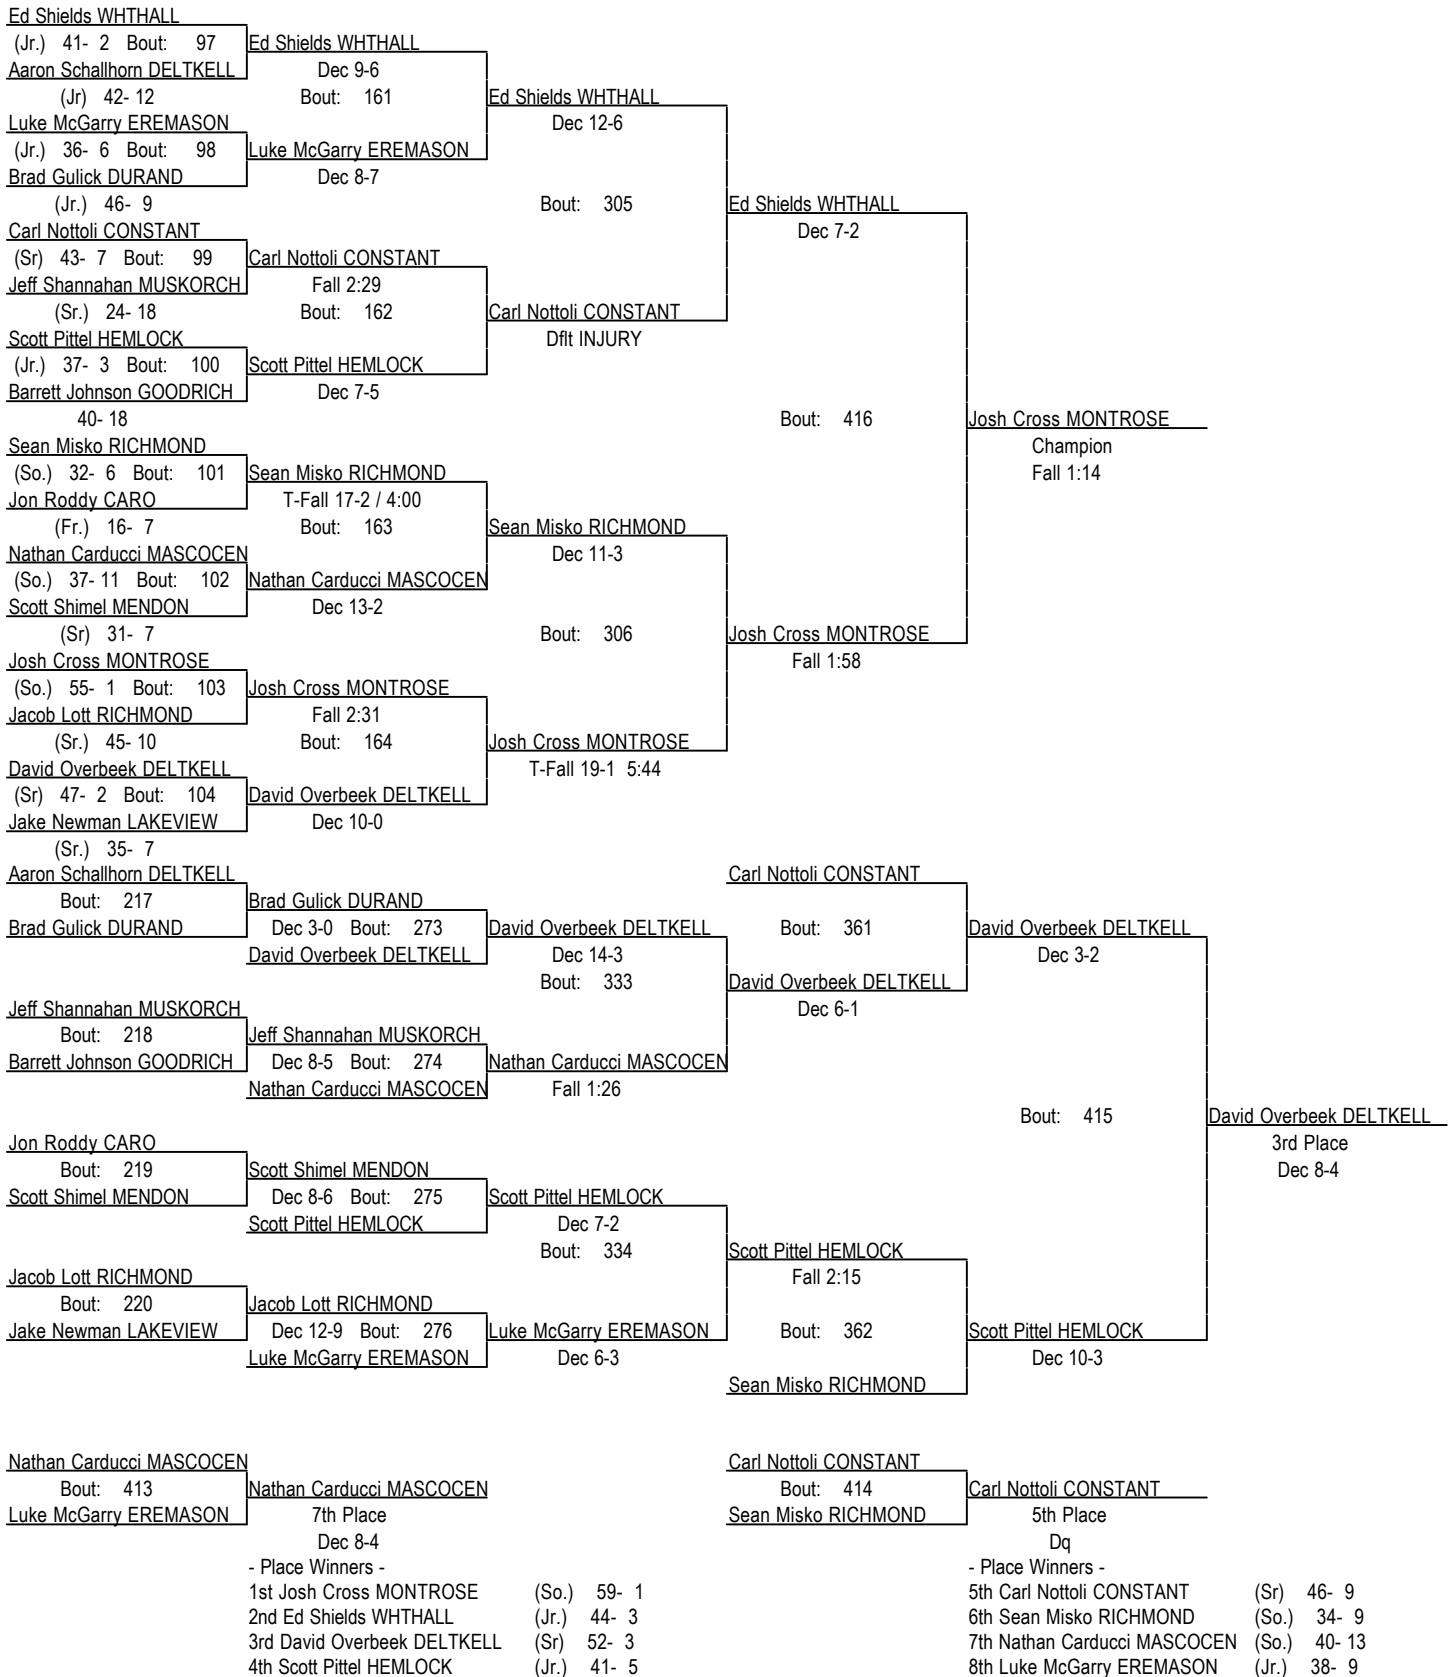 Ed Shields WHTHALL
(Jr.) 41- 2 Bout: 97 Ed Shields WHTHALL
Aaron Schallhorn DELTKELL Dec 9-6
(Jr) 42- 12 Bout: 161 Ed Shields WHTHALL
Luke McGarry EREMASON Dec 12-6
(Jr.) 36- 6 Bout: 98 Luke McGarry EREMASON
Brad Gulick DURAND Dec 8-7
(Jr.) 46- 9 Bout: 305 Ed Shields WHTHALL
Carl Nottoli CONSTANT Dec 7-2
(Sr) 43- 7 Bout: 99 Carl Nottoli CONSTANT
Jeff Shannahan MUSKORCH Fall 2:29
(Sr.) 24- 18 Bout: 162 Carl Nottoli CONSTANT
Scott Pittel HEMLOCK Dflt INJURY
(Jr.) 37- 3 Bout: 100 Scott Pittel HEMLOCK
Barrett Johnson GOODRICH Dec 7-5
40- 18 Bout: 416 Josh Cross MONTROSE
Sean Misko RICHMOND Champion
(So.) 32- 6 Bout: 101 Sean Misko RICHMOND Fall 1:14
Jon Roddy CARO T-Fall 17-2 / 4:00
(Fr.) 16- 7 Bout: 163 Sean Misko RICHMOND
Nathan Carducci MASCOCEN Dec 11-3
(So.) 37- 11 Bout: 102 Nathan Carducci MASCOCEN
Scott Shimel MENDON Dec 13-2
(Sr) 31- 7 Bout: 306 Josh Cross MONTROSE
Josh Cross MONTROSE Fall 1:58
(So.) 55- 1 Bout: 103 Josh Cross MONTROSE
Jacob Lott RICHMOND Fall 2:31
(Sr.) 45- 10 Bout: 164 Josh Cross MONTROSE
David Overbeek DELTKELL T-Fall 19-1 5:44
(Sr) 47- 2 Bout: 104 David Overbeek DELTKELL
Jake Newman LAKEVIEW Dec 10-0
(Sr.) 35- 7
Aaron Schallhorn DELTKELL Carl Nottoli CONSTANT
Bout: 217 Brad Gulick DURAND
Brad Gulick DURAND Dec 3-0 Bout: 273 David Overbeek DELTKELL Bout: 361 David Overbeek DELTKELL
David Overbeek DELTKELL Dec 14-3 Dec 3-2
Bout: 333 David Overbeek DELTKELL
Jeff Shannahan MUSKORCH Dec 6-1
Bout: 218 Jeff Shannahan MUSKORCH
Barrett Johnson GOODRICH Dec 8-5 Bout: 274 Nathan Carducci MASCOCEN
Nathan Carducci MASCOCEN Fall 1:26
Bout: 415 David Overbeek DELTKELL
Jon Roddy CARO 3rd Place
Bout: 219 Scott Shimel MENDON Dec 8-4
Scott Shimel MENDON Dec 8-6 Bout: 275 Scott Pittel HEMLOCK
Scott Pittel HEMLOCK Dec 7-2
Bout: 334 Scott Pittel HEMLOCK
Jacob Lott RICHMOND Fall 2:15
Bout: 220 Jacob Lott RICHMOND
Jake Newman LAKEVIEW Dec 12-9 Bout: 276 Luke McGarry EREMASON Bout: 362 Scott Pittel HEMLOCK
Luke McGarry EREMASON Dec 6-3 Dec 10-3
Sean Misko RICHMOND
Nathan Carducci MASCOCEN Carl Nottoli CONSTANT
Bout: 413 Nathan Carducci MASCOCEN Bout: 414 Carl Nottoli CONSTANT
Luke McGarry EREMASON 7th Place Sean Misko RICHMOND 5th Place
Dec 8-4 Dq
- Place Winners - - Place Winners -
1st Josh Cross MONTROSE (So.) 59- 1 5th Carl Nottoli CONSTANT (Sr) 46- 9
2nd Ed Shields WHTHALL (Jr.) 44- 3 6th Sean Misko RICHMOND (So.) 34- 9
3rd David Overbeek DELTKELL (Sr) 52- 3 7th Nathan Carducci MASCOCEN (So.) 40- 13
4th Scott Pittel HEMLOCK (Jr.) 41- 5 8th Luke McGarry EREMASON (Jr.) 38- 9